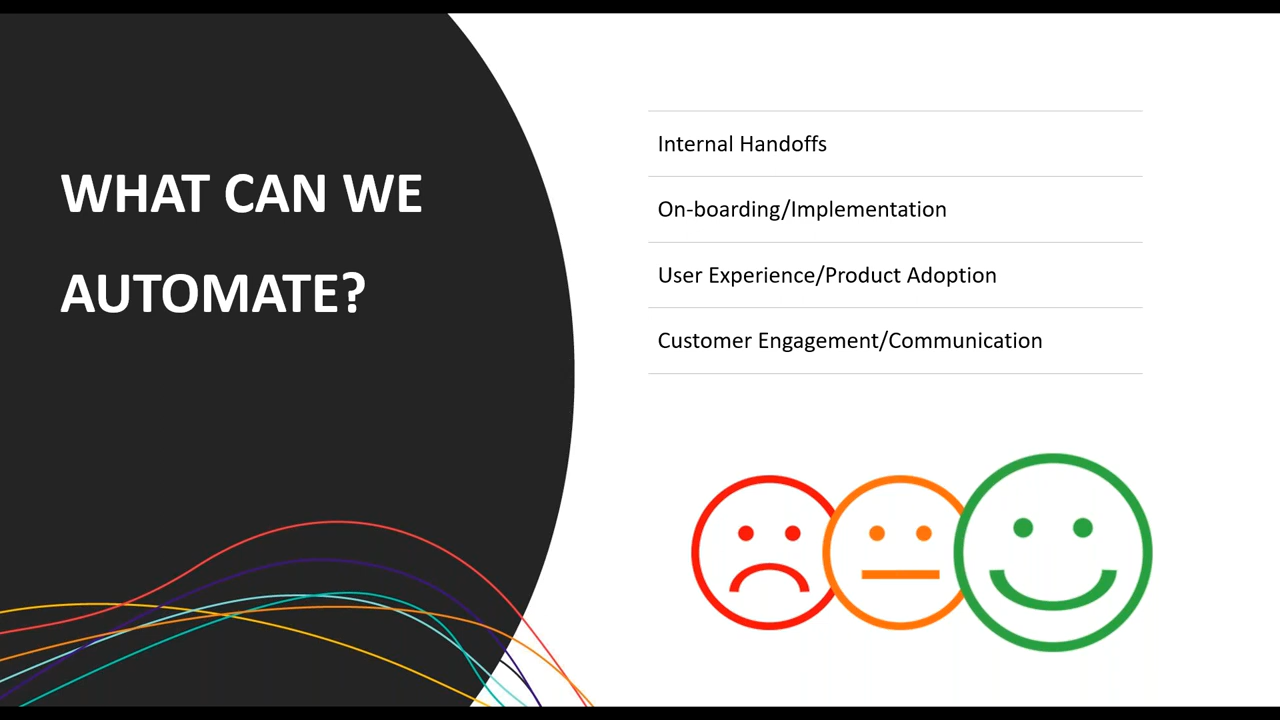 WHAT CAN WE
AUTOMATE?
Internal Handoffs
On-boarding/Implementation
User Experience/Product Adoption
Customer Engagement/Communication